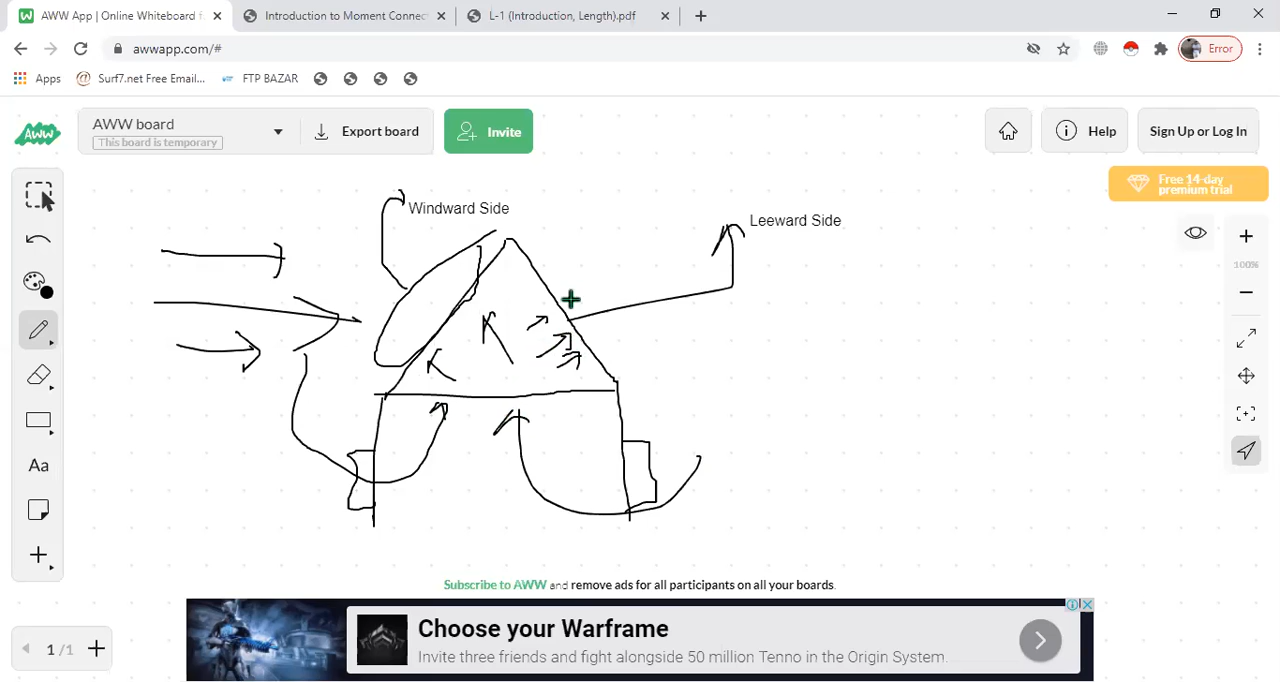 AWW App | Online Whiteboard f
Introduction to Moment Connec
L-1 (Introduction, Length).pdf
awwapp.com/#
Error
Apps
Surf7.net Free Email...
FTP BAZAR
AWW
AWW board
This board is temporary
Export board
Invite
Help
Sign Up or Log In
Free 14-day
premium trial
Windward Side
Leeward Side
100%
Aa
Subscribe to AWW and remove ads for all participants on all your boards.
Choose your Warframe
Invite three friends and fight alongside 50 million Tenno in the Origin System.
1 /1